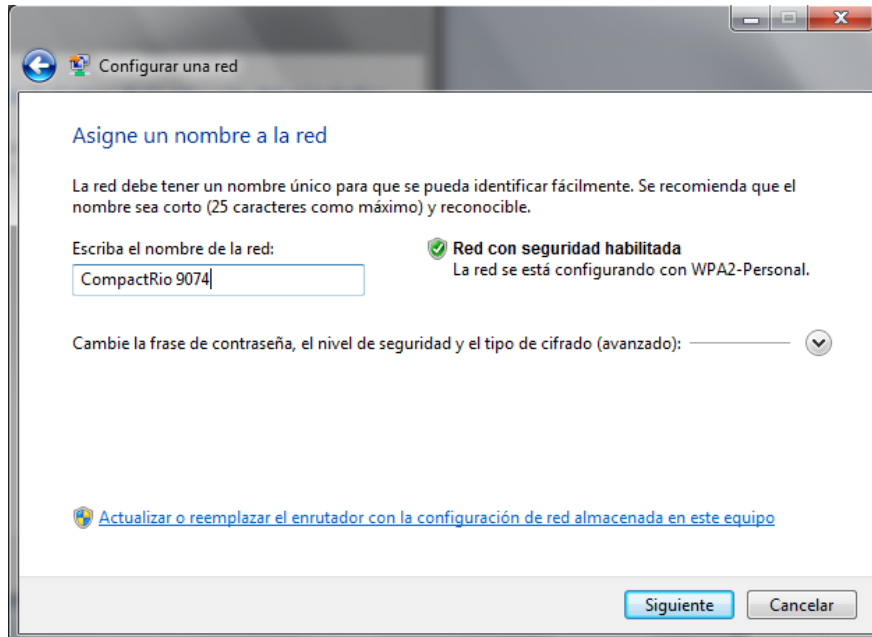 Configurar una red
Asigne un nombre a la red
La red debe tener un nombre único para que se pueda identificar fácilmente. Se recomienda que el
nombre sea corto (25 caracteres como máximo) y reconocible.
Escriba el nombre de la red:
CompactRio 9074
Red con seguridad habilitada
La red se está configurando con WPA2-Personal.
Cambie la frase de contraseña, el nivel de seguridad y el tipo de cifrado (avanzado):
Actualizar o reemplazar el enrutador con la configuración de red almacenada en este equipo
Siguiente
Cancelar